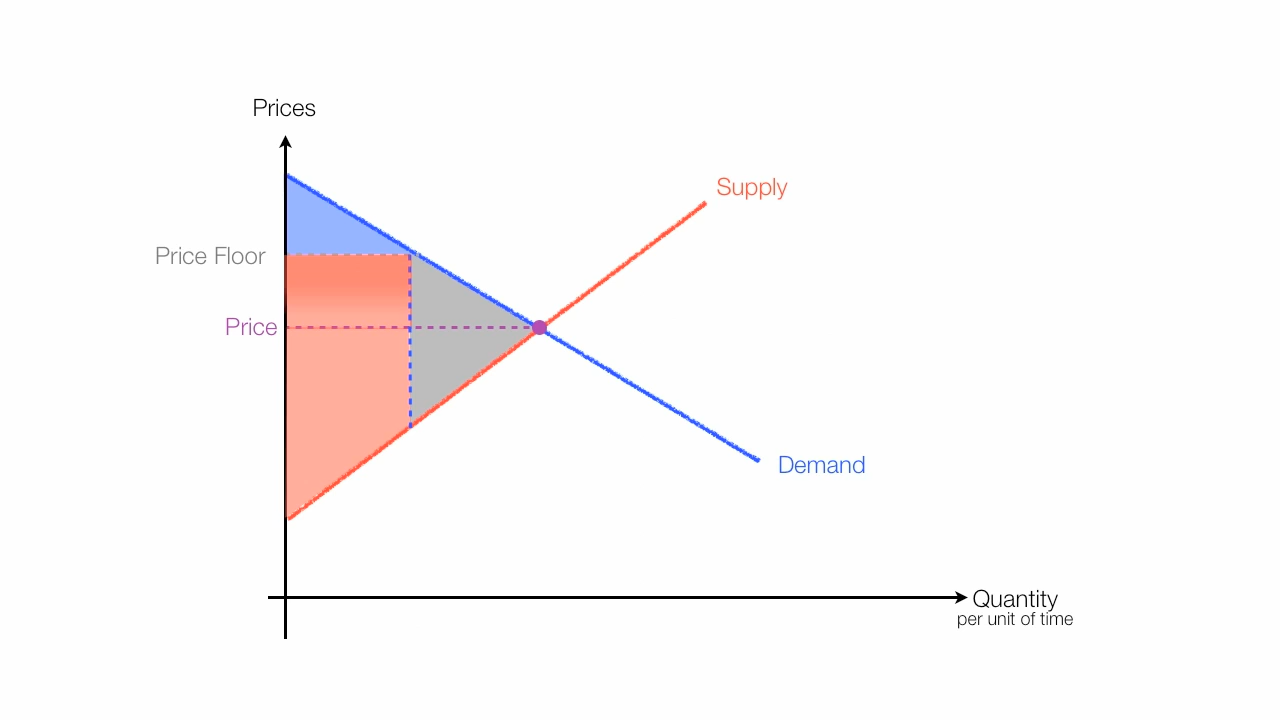 Prices
Supply
Price Floor
Price
Demand
Quantity
per unit of time